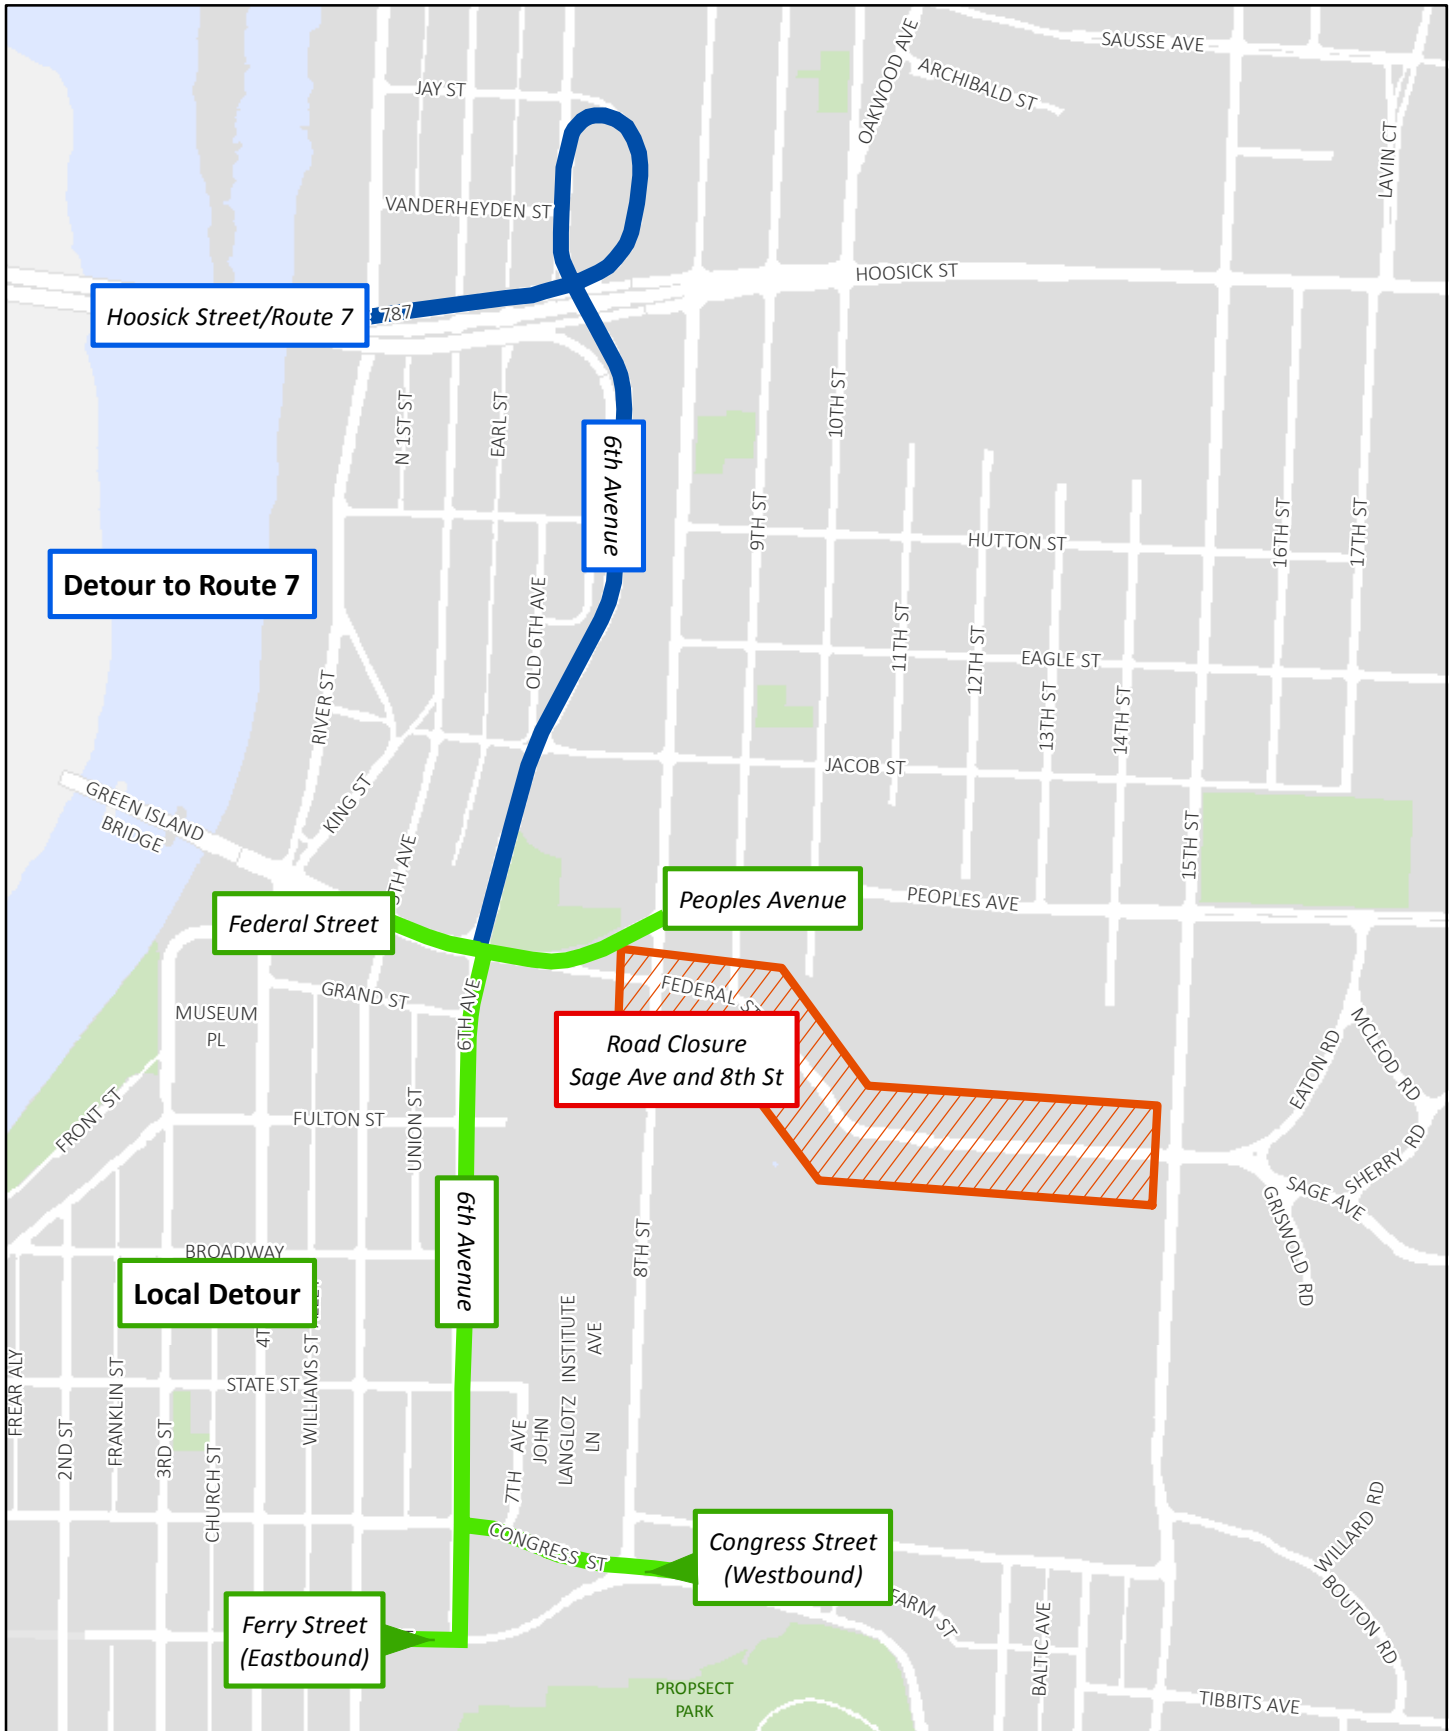 SAUSSE AVE
OAKWOOD AVE
ARCHIBALD ST
JAY ST
LAVIN CT
VANDERHEYDEN ST
HOOSICK ST
Hoosick Street/Route 7
787
N 1ST ST
EARL ST
10TH ST
6th Avenue
9TH ST
HUTTON ST
16TH ST
17TH ST
Detour to Route 7
OLD 6TH AVE
11TH ST
12TH ST
EAGLE ST
RIVER ST
13TH ST
14TH ST
JACOB ST
GREEN ISLAND
BRIDGE
KING ST
15TH ST
TH AVE
Peoples Avenue
PEOPLES AVE
Federal Street
GRAND ST
6TH AVE
FEDERAL ST
MUSEUM
PL
Road Closure
Sage Ave and 8th St
EATON RD
MCLEOD RD
FRONT ST
FULTON ST
UNION ST
SHERRY RD
SAGE AVE
GRISWOLD RD
6th Avenue
8TH ST
BROADWAY
Local Detour
4T
WILLIAMS ST
INSTITUTE
AVE
FREAR ALY
STATE ST
2ND ST
FRANKLIN ST
3RD ST
CHURCH ST
7TH AVE
JOHN
LANGLOTZ
LN
CONGRESS ST
Congress Street
(Westbound)
WILLARD RD
BOUTON RD
FARM ST
BALTIC AVE
Ferry Street
(Eastbound)
PROPSECT
PARK
TIBBITS AVE